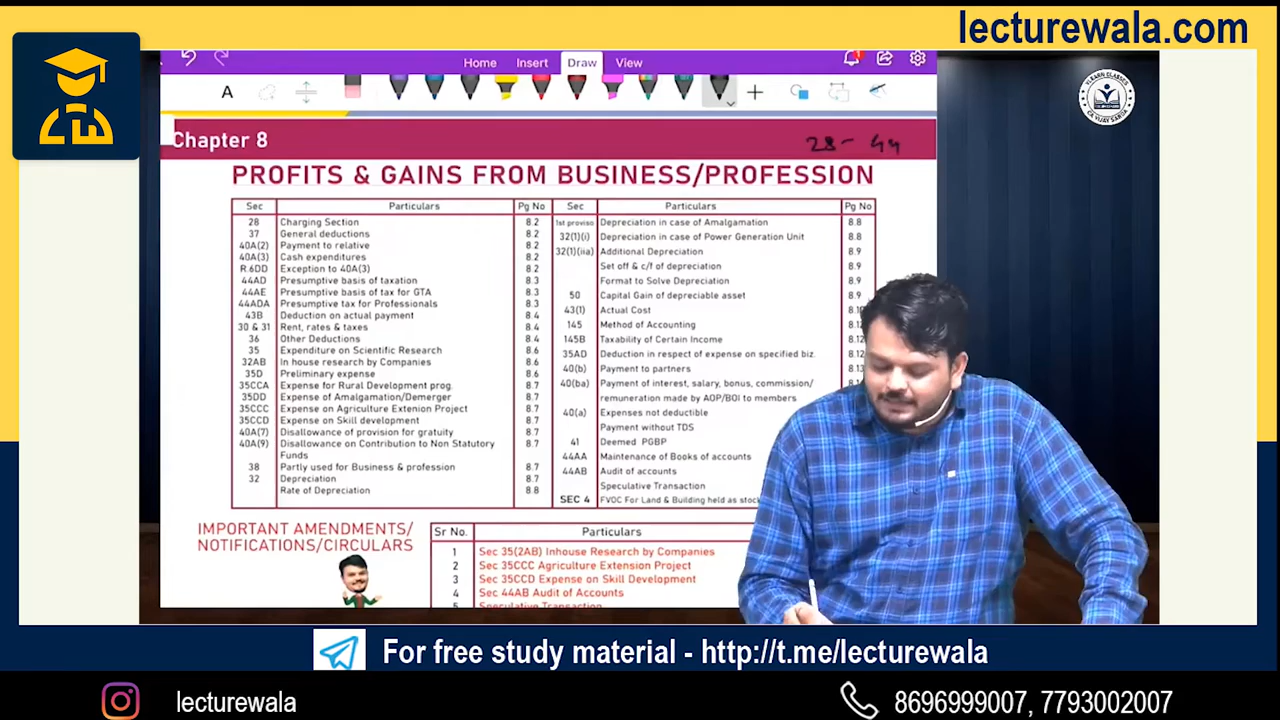 lecturewala.com
Home Insert Draw View
A
Chapter 8
28 - 44
PROFITS & GAINS FROM BUSINESS/PROFESSION
Sec Particulars Pg No
28 Charging Section 8.2
37 General deductions 8.2
40A(2) Payment to relative 8.2
40A(3) Cash expenditures 8.2
R.6DD Exception to 40A(3) 8.2
44AD Presumptive basis of taxation 8.3
44AE Presumptive basis of tax for GTA 8.3
44ADA Presumptive tax for Professionals 8.3
43B Deduction on actual payment 8.4
30 & 31 Rent, rates & taxes 8.4
36 Other Deductions 8.4
35 Expenditure on Scientific Research 8.6
32AB In house research by Companies 8.6
35D Preliminary expense 8.6
35CCA Expense for Rural Development prog. 8.7
35DD Expense of Amalgamation/Demerger 8.7
35CCC Expense on Agriculture Extenion Project 8.7
35CCD Expense on Skill development 8.7
40A(7) Disallowance of provision for gratuity 8.7
40A(9) Disallowance on Contribution to Non Statutory 8.7
Funds
38 Partly used for Business & profession 8.7
32 Depreciation 8.7
Rate of Depreciation 8.8
Sec Particulars Pg No
1st proviso Depreciation in case of Amalgamation 8.8
32(1)(i) Depreciation in case of Power Generation Unit 8.8
32(1)(iia) Additional Depreciation 8.9
Set off & c/f of depreciation 8.9
Format to Solve Depreciation 8.9
50 Capital Gain of depreciable asset 8.9
43(1) Actual Cost
145 Method of Accounting 8.12
145B Taxability of Certain Income 8.12
35AD Deduction in respect of expense on specified biz. 8.12
40(b) Payment to partners 8.13
40(ba) Payment of interest, salary, bonus, commission/
remuneration made by AOP/BOI to members
40(a) Expenses not deductible
Payment without TDS
41 Deemed PGBP
44AA Maintenance of Books of accounts
44AB Audit of accounts
Speculative Transaction
SEC 4 FVOC For Land & Building held as stock
IMPORTANT AMENDMENTS/
NOTIFICATIONS/CIRCULARS
Sr No. Particulars
1 Sec 35(2AB) Inhouse Research by Companies
2 Sec 35CCC Agriculture Extension Project
3 Sec 35CCD Expense on Skill Development
4 Sec 44AB Audit of Accounts
5 Speculative Transaction
For free study material - http://t.me/lecturewala
lecturewala
8696999007, 7793002007